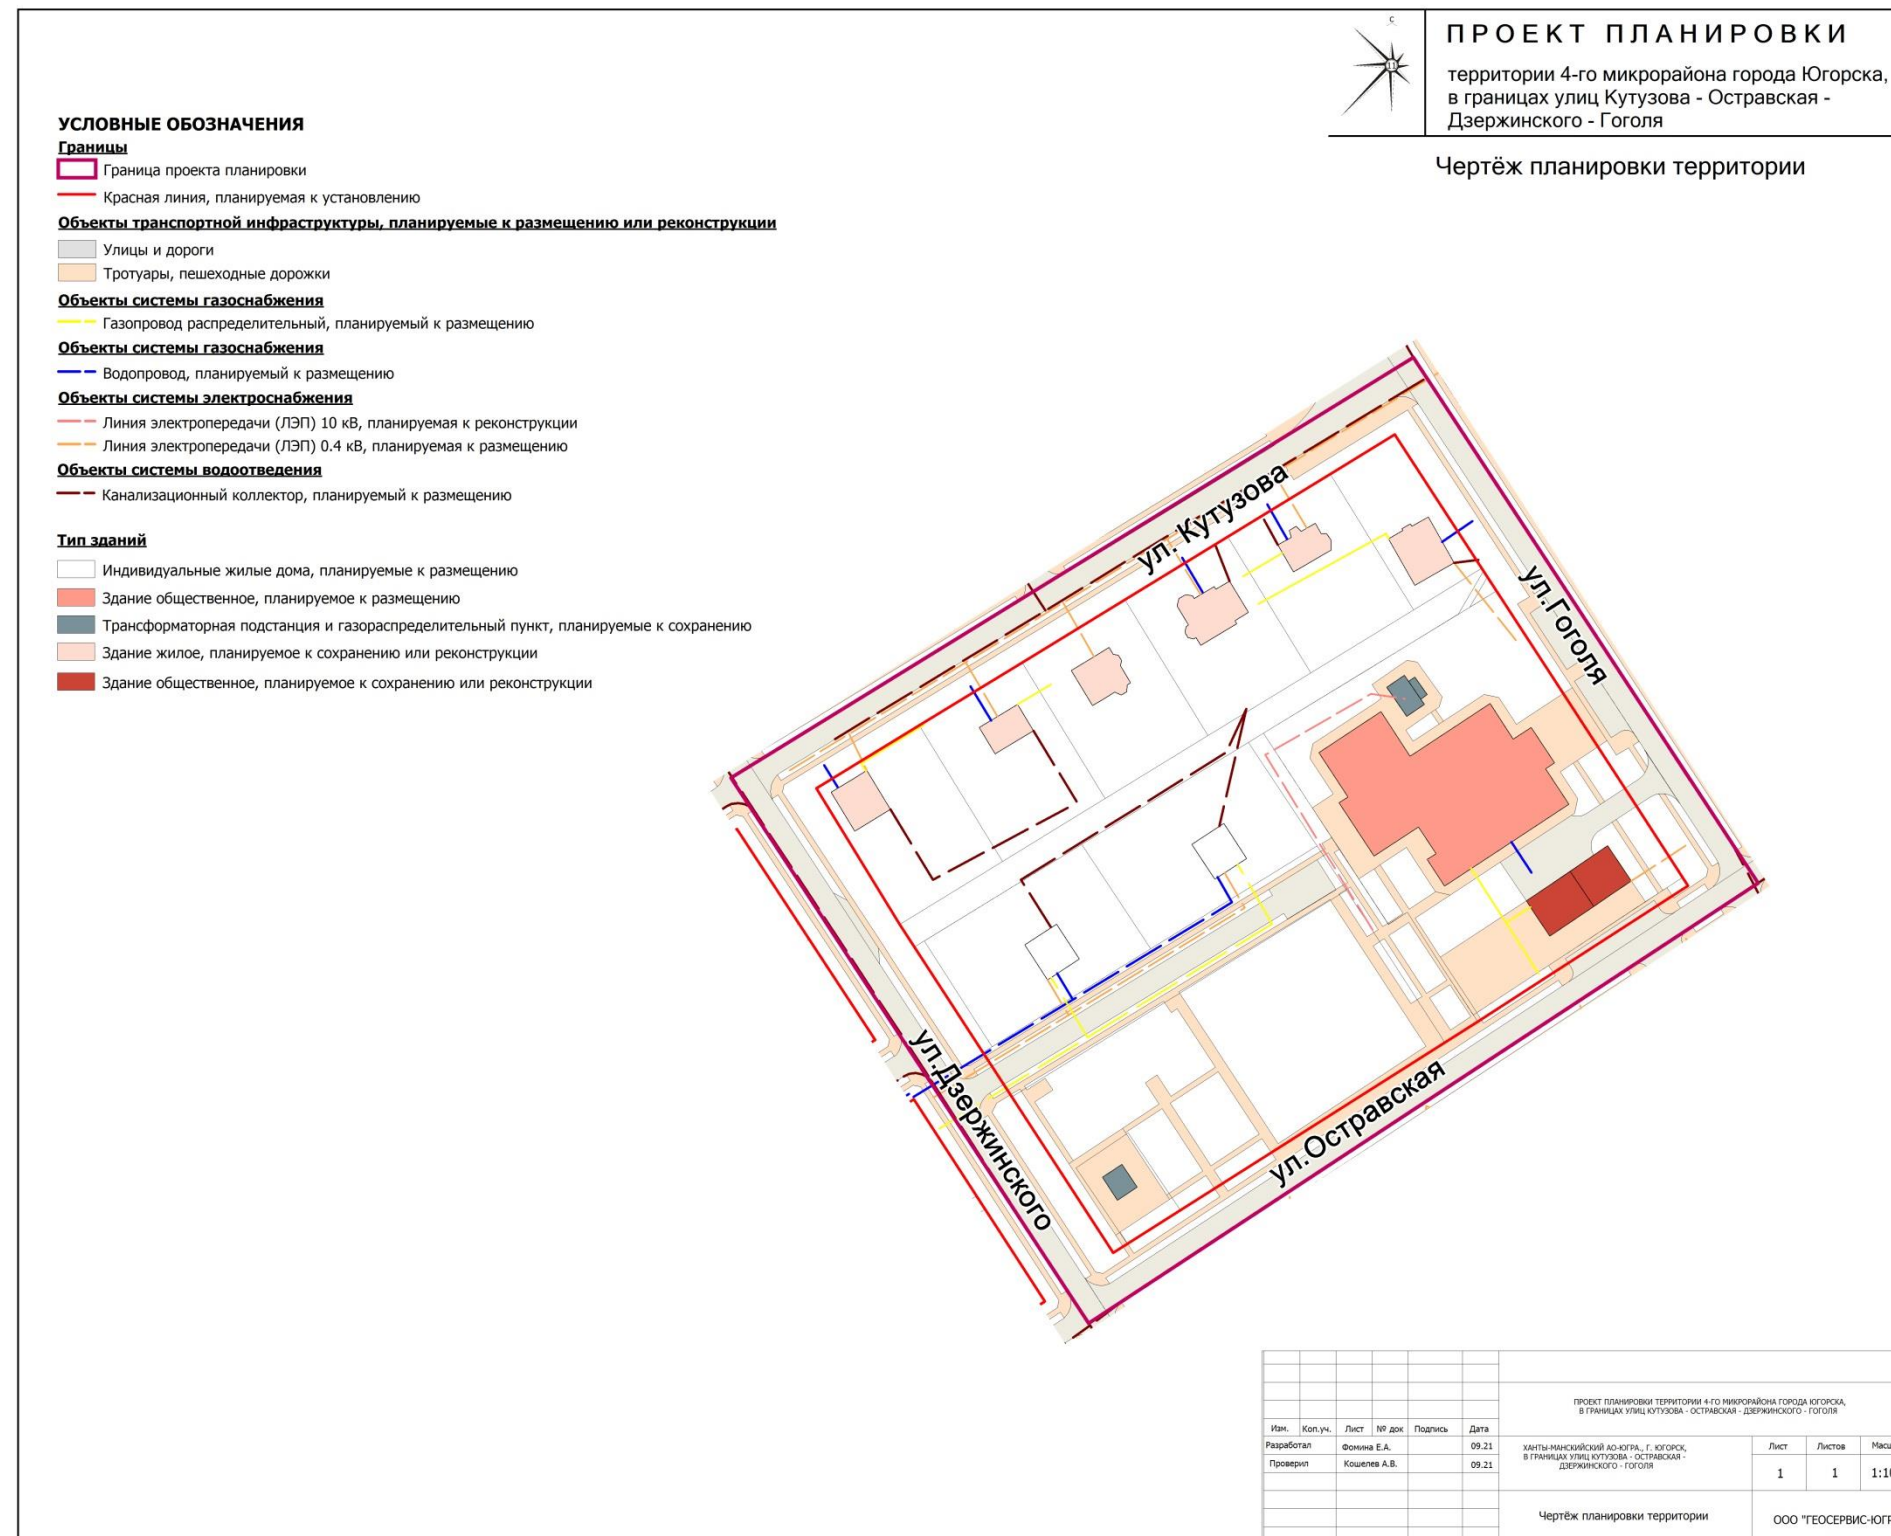 С
11
ПРОЕКТ ПЛАНИРОВКИ
территории 4-го микрорайона города Югорска,
в границах улиц Кутузова - Остравская -
Дзержинского - Гоголя
Чертёж планировки территории
УСЛОВНЫЕ ОБОЗНАЧЕНИЯ
Границы
Граница проекта планировки
Красная линия, планируемая к установлению
Объекты транспортной инфраструктуры, планируемые к размещению или реконструкции
Улицы и дороги
Тротуары, пешеходные дорожки
Объекты системы газоснабжения
Газопровод распределительный, планируемый к размещению
Объекты системы газоснабжения
Водопровод, планируемый к размещению
Объекты системы электроснабжения
Линия электропередачи (ЛЭП) 10 кВ, планируемая к реконструкции
Линия электропередачи (ЛЭП) 0.4 кВ, планируемая к размещению
Объекты системы водоотведения
Канализационный коллектор, планируемый к размещению
Тип зданий
Индивидуальные жилые дома, планируемые к размещению
Здание общественное, планируемое к размещению
Трансформаторная подстанция и газораспределительный пункт, планируемые к сохранению
Здание жилое, планируемое к сохранению или реконструкции
Здание общественное, планируемое к сохранению или реконструкции
ул. Кутузова
ул.Гоголя
ул.Дзержинского
ул.Остравская
ПРОЕКТ ПЛАНИРОВКИ ТЕРРИТОРИИ 4-ГО МИКРОРАЙОНА ГОРОДА ЮГОРСКА,
В ГРАНИЦАХ УЛИЦ КУТУЗОВА - ОСТРАВСКАЯ - ДЗЕРЖИНСКОГО - ГОГОЛЯ
Изм. Кол.уч. Лист № док Подпись Дата
Разработал Фомина Е.А. 09.21
Проверил Кошелев А.В. 09.21
ХАНТЫ-МАНСКИЙСКИЙ АО-ЮГРА., Г. ЮГОРСК,
В ГРАНИЦАХ УЛИЦ КУТУЗОВА - ОСТРАВСКАЯ -
ДЗЕРЖИНСКОГО - ГОГОЛЯ
Лист Листов
1 1
Чертёж планировки территории
ООО "ГЕОСЕРВИС-ЮГР